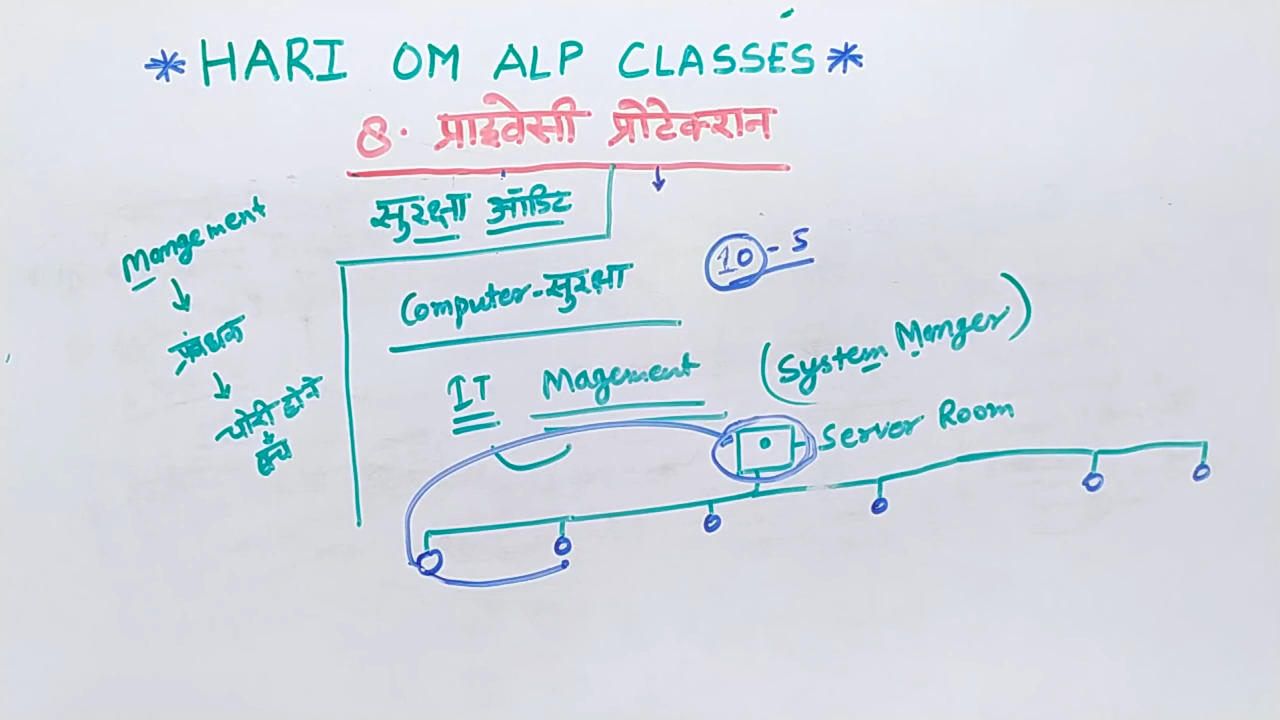 * HARI OM ALP CLASSES *
8. प्राइवेसी प्रोटेक्शन
सुरक्षा ऑडिट
Mangement
प्रबंधक
चोरी होने
10 - 5
Computer-सुरक्षा
IT Magement
(System Manger)
Server Room